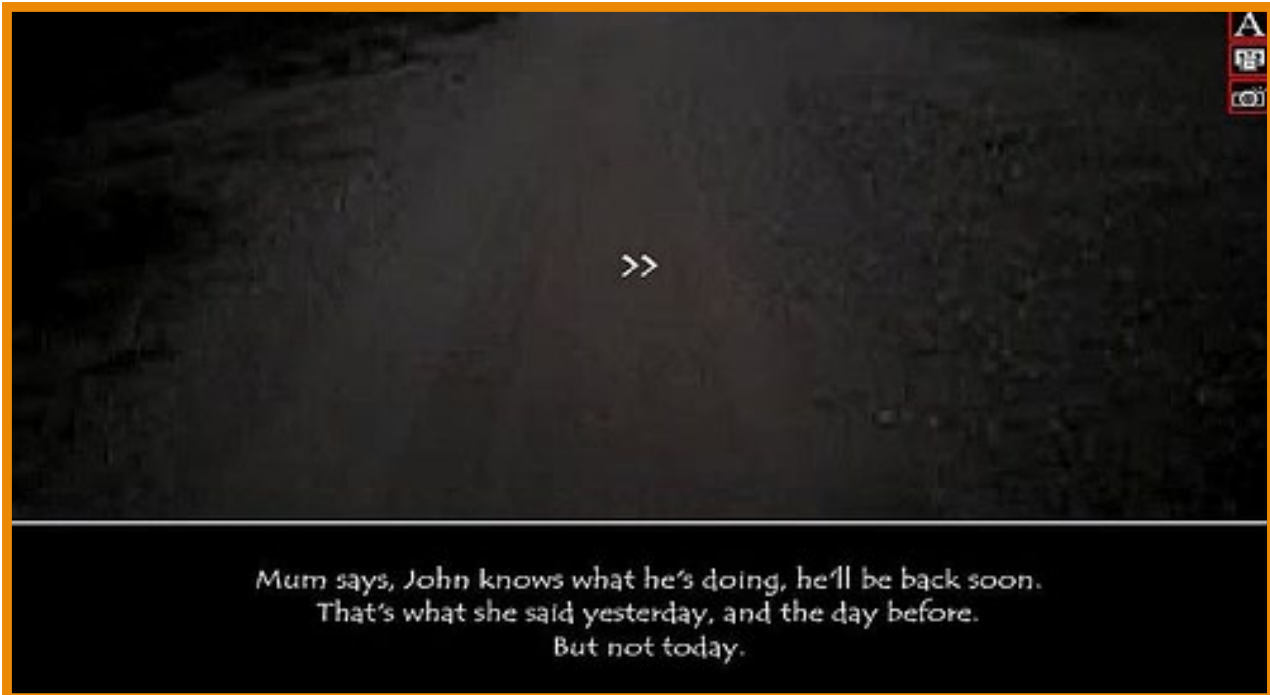 A
>>
Mum says, John knows what he's doing, he'll be back soon.
That's what she said yesterday, and the day before.
But not today.